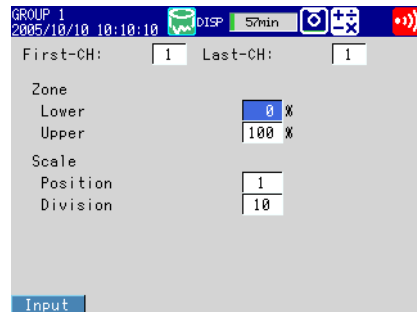 GROUP 1
2005/10/10 10:10:10 DISP 57min
First-CH: 1 Last-CH: 1
Zone
Lower 0 %
Upper 100 %
Scale
Position 1
Division 10
Input